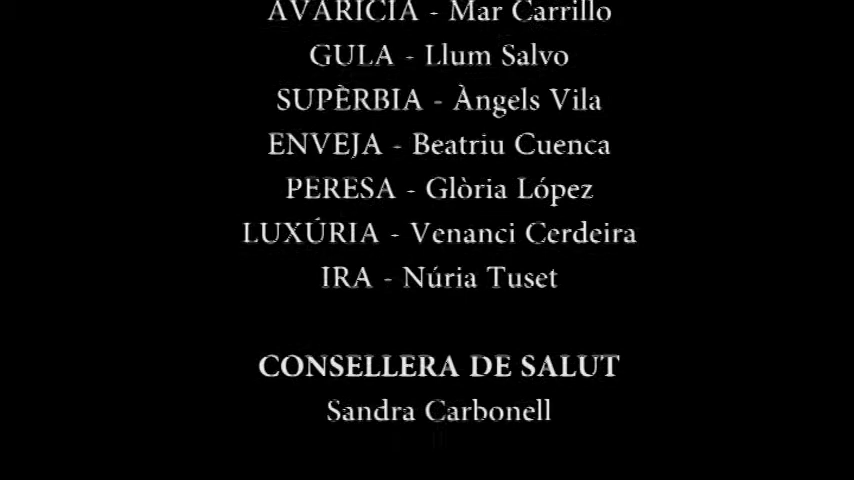 AVARÍCIA - Mar Carrillo
GULA - Llum Salvo
SUPÈRBIA - Àngels Vila
ENVEJA - Beatriu Cuenca
PERESA - Glòria López
LUXÚRIA - Venanci Cerdeira
IRA - Núria Tuset
CONSELLERA DE SALUT
Sandra Carbonell